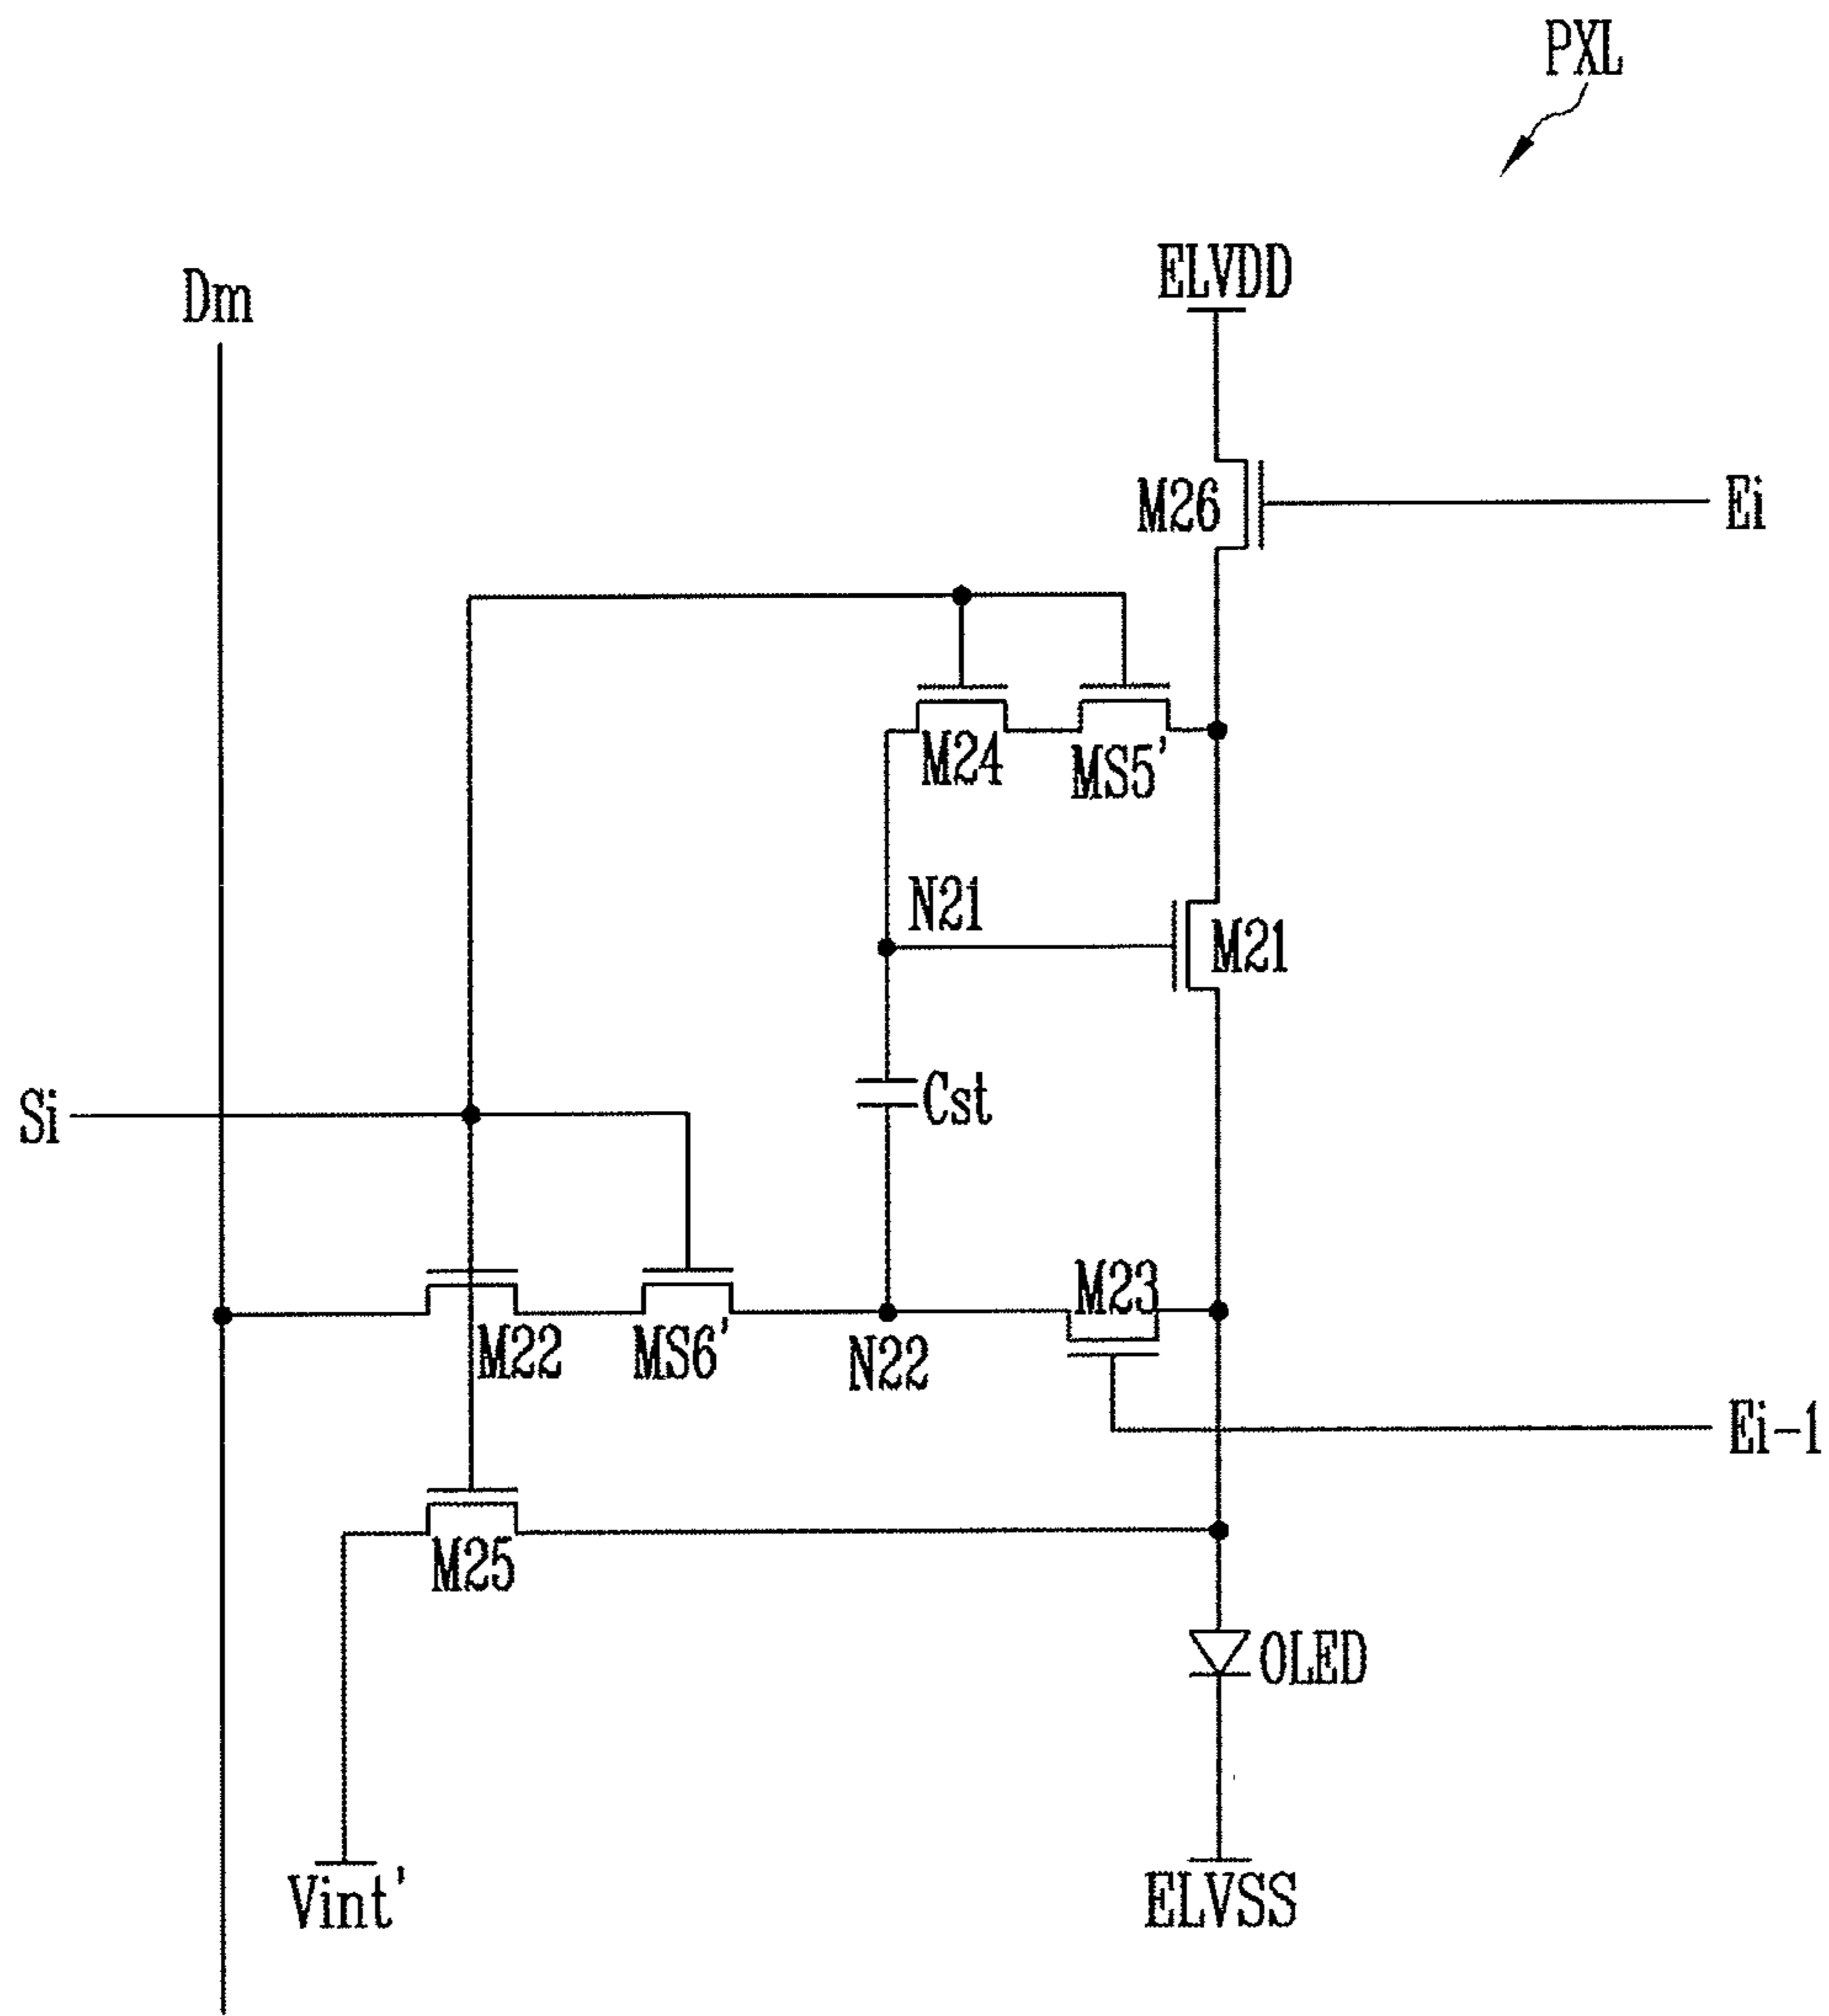 PXL
ELVDD
Dm
M26
Ei
M24
MS5'
N21
M21
Cst
Si
M23
M22
MS6'
N22
Ei-1
M25
OLED
Vint'
ELVSS